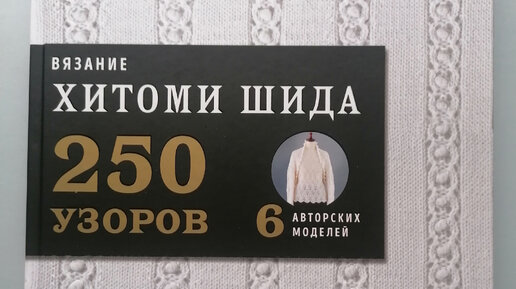 ВЯЗАНИЕ
ХИТОМИ ШИДА
250
УЗОРОВ
6 АВТОРСКИХ
МОДЕЛЕЙ